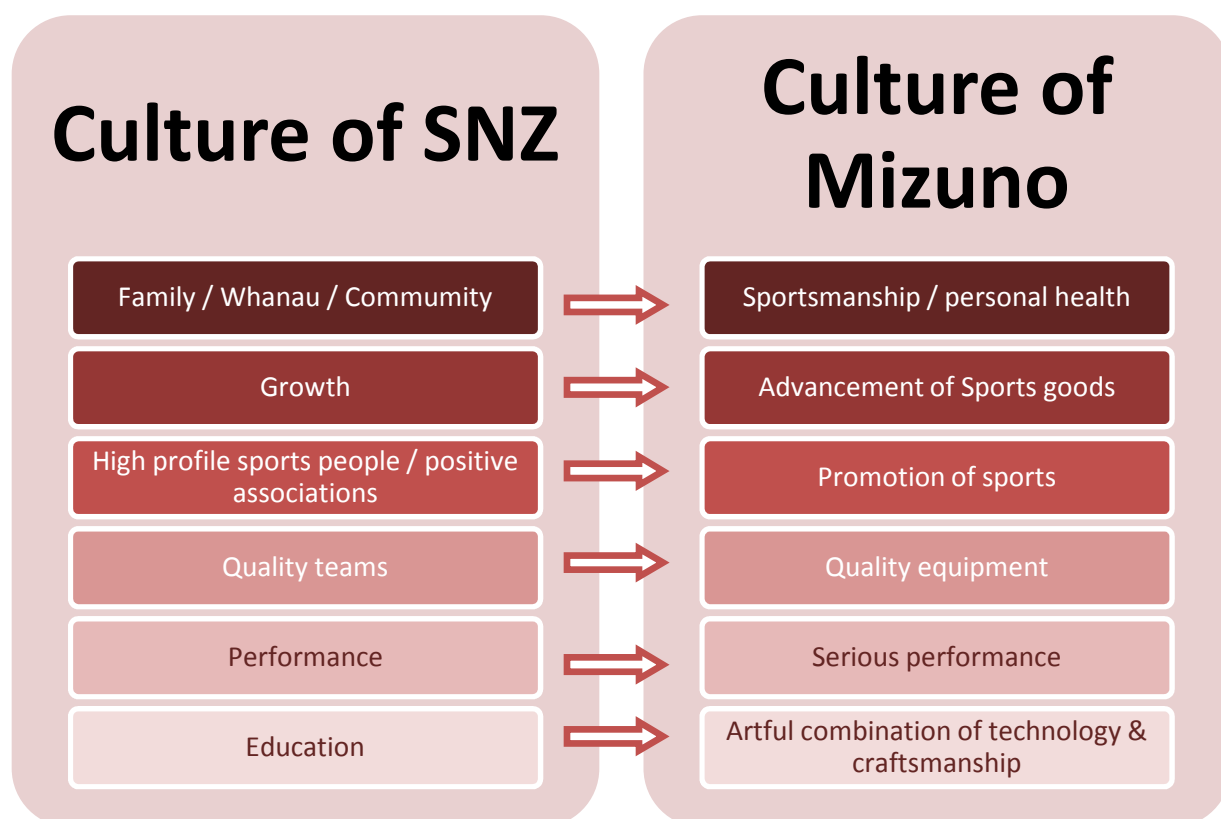 Culture of SNZ
Family / Whanau / Commumity
Growth
High profile sports people / positive
associations
Quality teams
Performance
Education
Culture of
Mizuno
Sportsmanship / personal health
Advancement of Sports goods
Promotion of sports
Quality equipment
Serious performance
Artful combination of technology &
craftsmanship